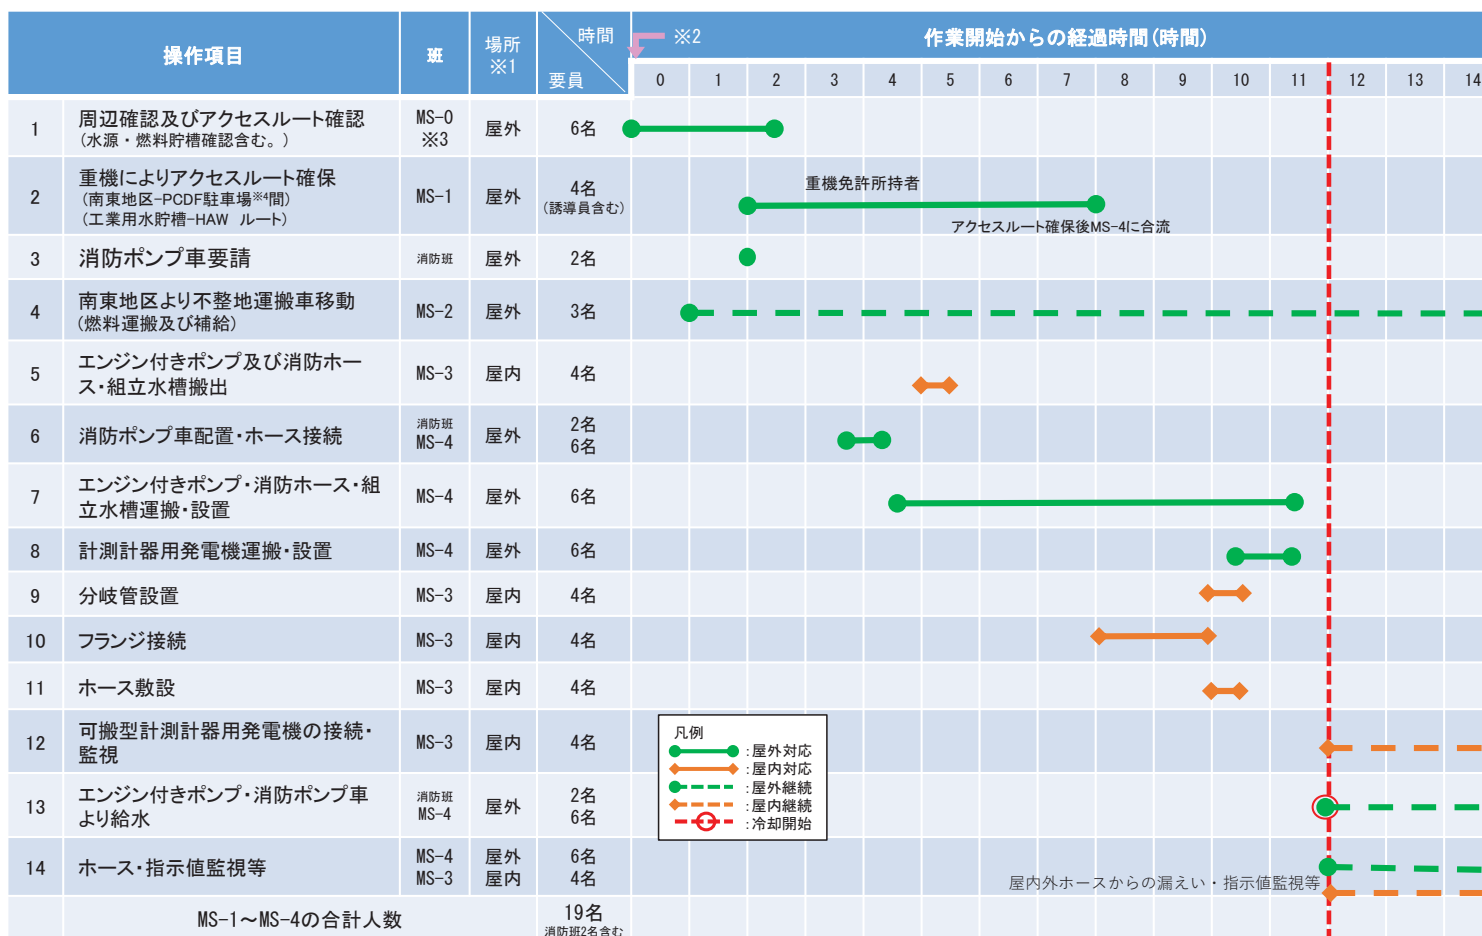 操作項目
班
場所
※1
時間
要員
※2
作業開始からの経過時間(時間)
0 1 2 3 4 5 6 7 8 9 10 11 12 13 14
1
周辺確認及びアクセスルート確認
(水源・燃料貯槽確認含む。)
MS-0
※3
屋外
6名
2
重機によりアクセスルート確保
(南東地区-PCDF駐車場※4間)
(工業用水貯槽-HAW ルート)
MS-1
屋外
4名
(誘導員含む)
重機免許所持者
アクセスルート確保後MS-4に合流
3
消防ポンプ車要請
消防班
屋外
2名
4
南東地区より不整地運搬車移動
(燃料運搬及び補給)
MS-2
屋外
3名
5
エンジン付きポンプ及び消防ホー
ス・組立水槽搬出
MS-3
屋内
4名
6
消防ポンプ車配置・ホース接続
消防班
MS-4
屋外
2名
6名
7
エンジン付きポンプ・消防ホース・組
立水槽運搬・設置
MS-4
屋外
6名
8
計測計器用発電機運搬・設置
MS-4
屋外
6名
9
分岐管設置
MS-3
屋内
4名
10
フランジ接続
MS-3
屋内
4名
11
ホース敷設
MS-3
屋内
4名
12
可搬型計測計器用発電機の接続・
監視
MS-3
屋内
4名
凡例
:屋外対応
:屋内対応
:屋外継続
:屋内継続
:冷却開始
13
エンジン付きポンプ・消防ポンプ車
より給水
消防班
MS-4
屋外
2名
6名
14
ホース・指示値監視等
MS-4
MS-3
屋外
屋内
6名
4名
屋内外ホースからの漏えい・指示値監視等
MS-1～MS-4の合計人数
19名
消防班2名含む